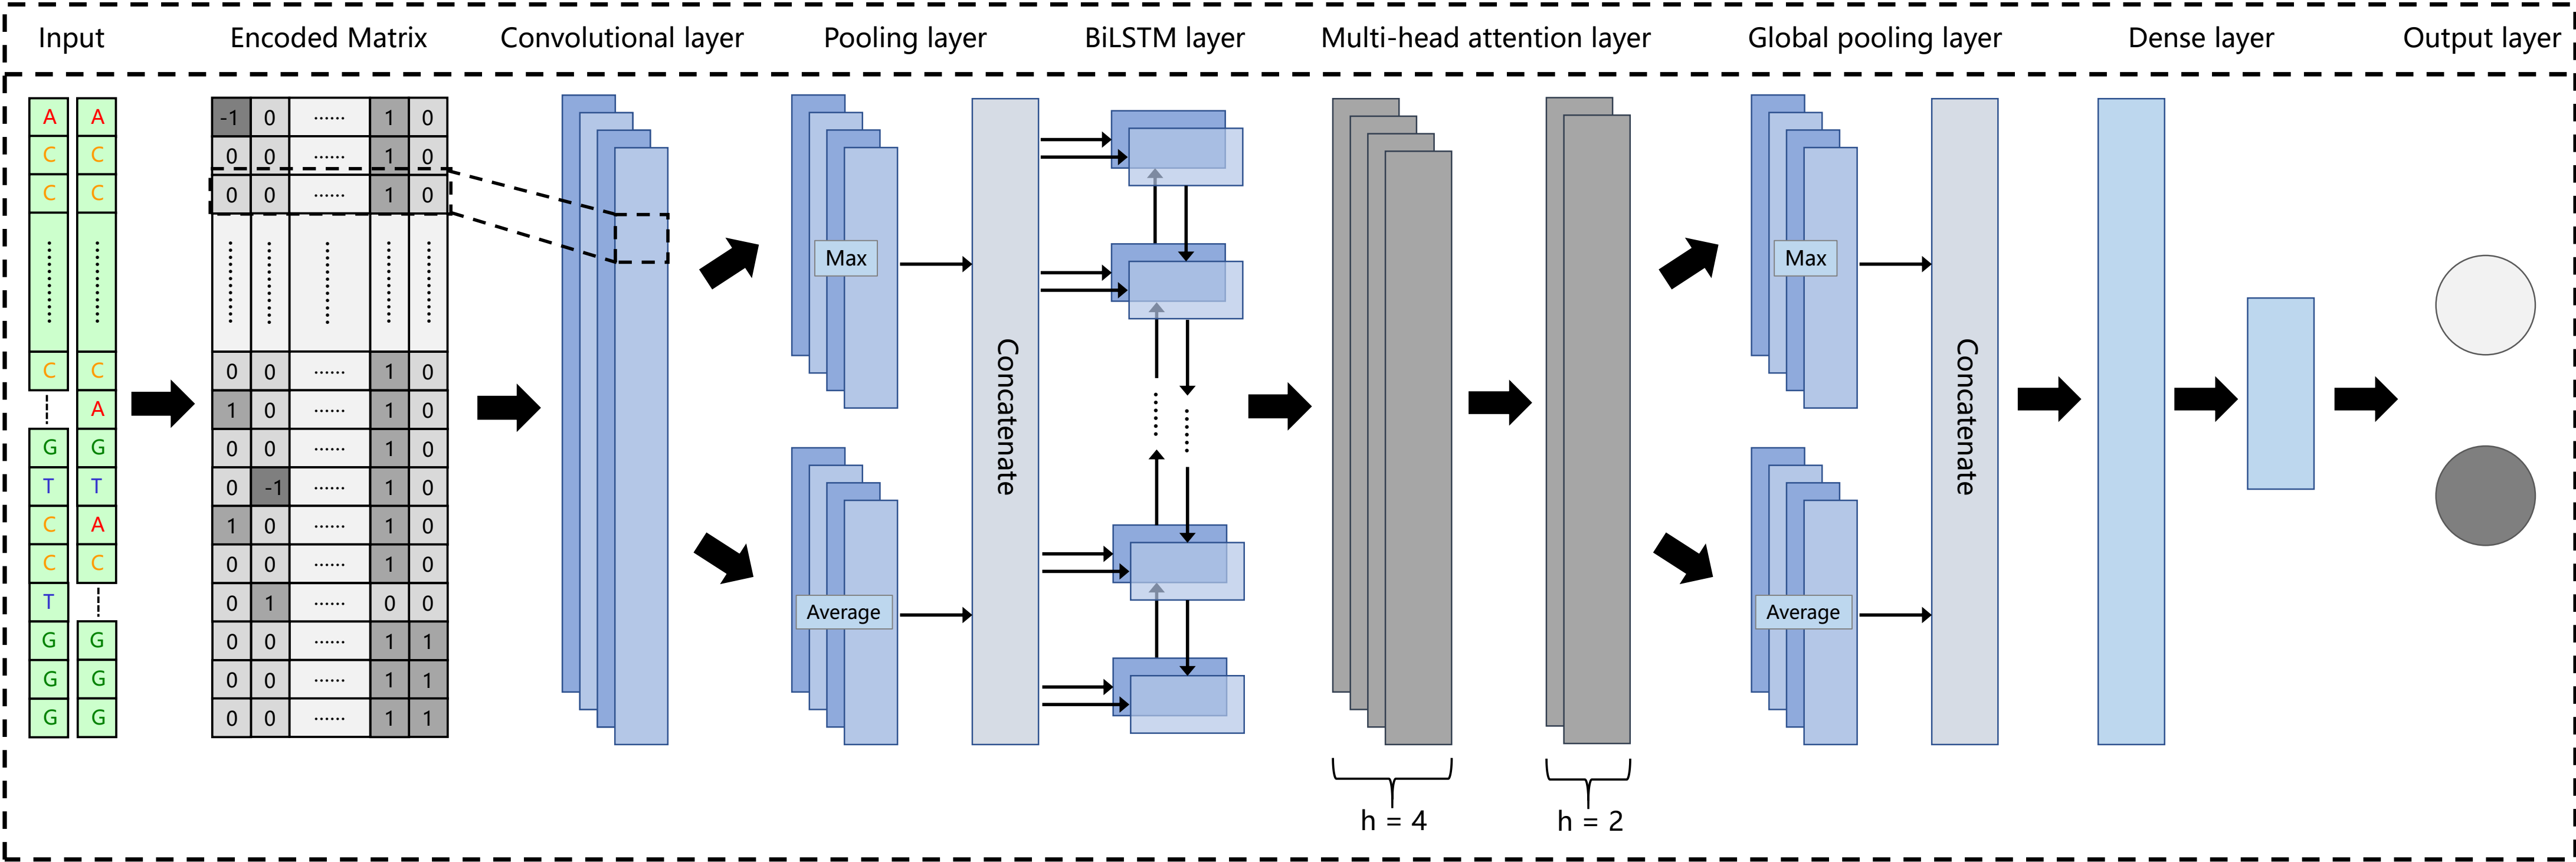 Input Encoded Matrix Convolutional layer Pooling layer BiLSTM layer Multi-head attention layer Global pooling layer Dense layer Output layer
A A -1 0 ...... 1 0
C C 0 0 ...... 1 0
C C 0 0 ...... 1 0
Max
Max
Concatenate
Concatenate
C C 0 0 ...... 1 0
A 1 0 ...... 1 0
G G 0 0 ...... 1 0
T T 0 -1 ...... 1 0
C A 1 0 ...... 1 0
C C 0 0 ...... 1 0
T 0 1 ...... 0 0
Average
Average
G G 0 0 ...... 1 1
G G 0 0 ...... 1 1
G G 0 0 ...... 1 1
h = 4
h = 2